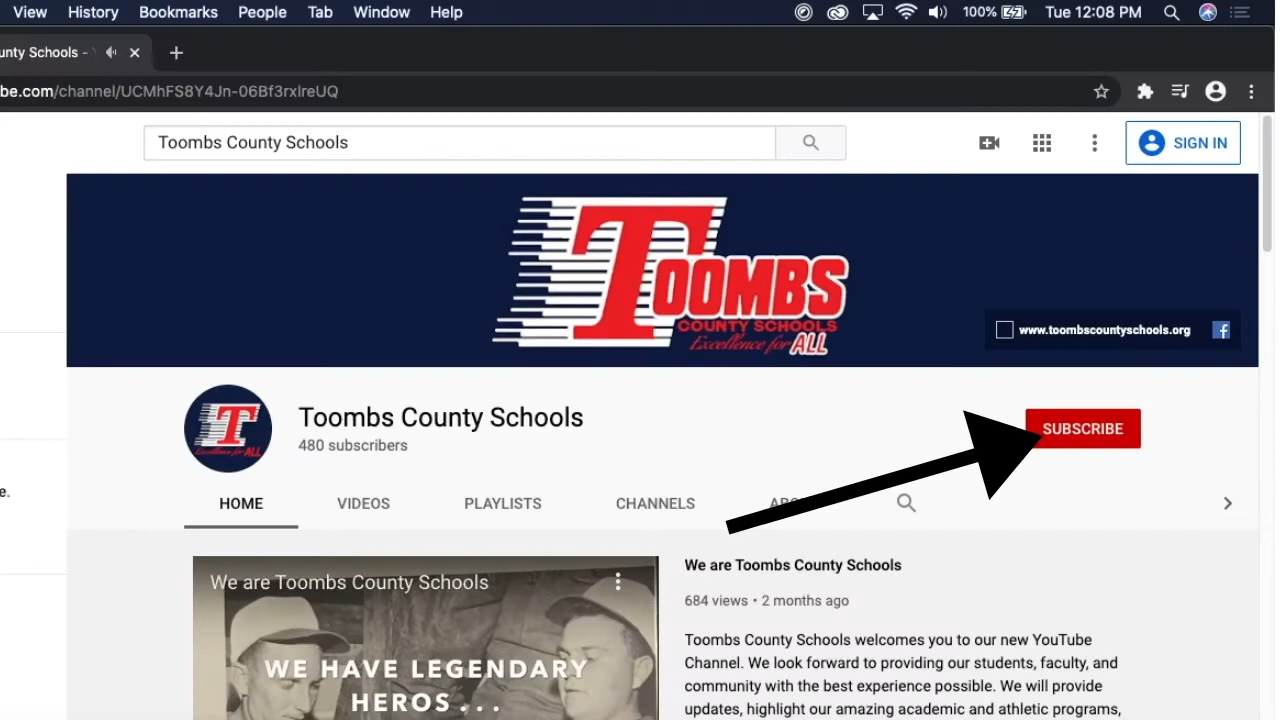 View History Bookmarks People Tab Window Help 100% Tue 12:08 PM
unty Schools -
be.com/channel/UCMhFS8Y4Jn-06Bf3rxlreUQ
Toombs County Schools
SIGN IN
TOOMBS
COUNTY SCHOOLS
Excellence for ALL
www.toombscountyschools.org
T
Excellence for ALL
Toombs County Schools
480 subscribers
SUBSCRIBE
HOME VIDEOS PLAYLISTS CHANNELS
e.
We are Toombs County Schools
WE HAVE LEGENDARY
HEROS . . .
We are Toombs County Schools
684 views • 2 months ago
Toombs County Schools welcomes you to our new YouTube
Channel. We look forward to providing our students, faculty, and
community with the best experience possible. We will provide
updates, highlight our amazing academic and athletic programs,